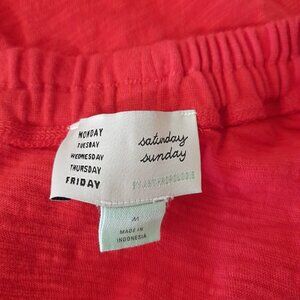 MONDAY
TUESDAY
WEDNESDAY
THURSDAY
FRIDAY
saturday
sunday
BY ANTHROPOLOGIE
M
MADE IN
INDONESIA